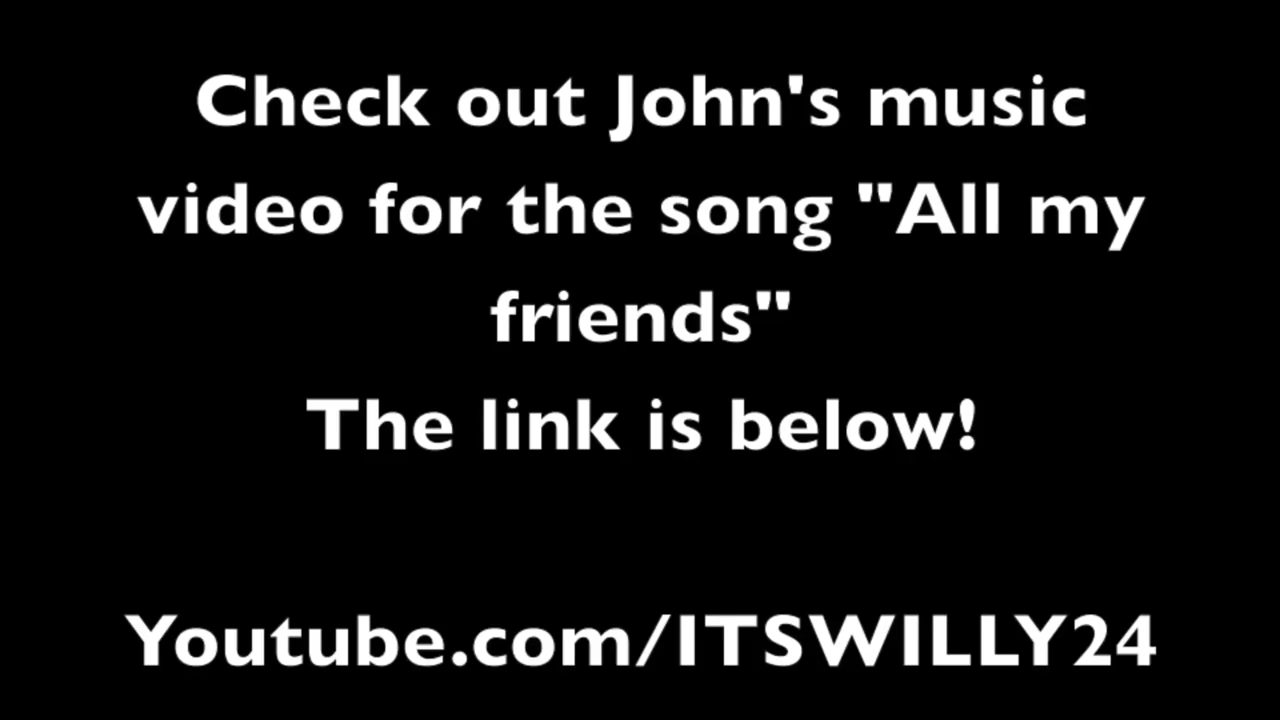 Check out John's music
video for the song "All my
friends"
The link is below!
Youtube.com/ITSWILLY24